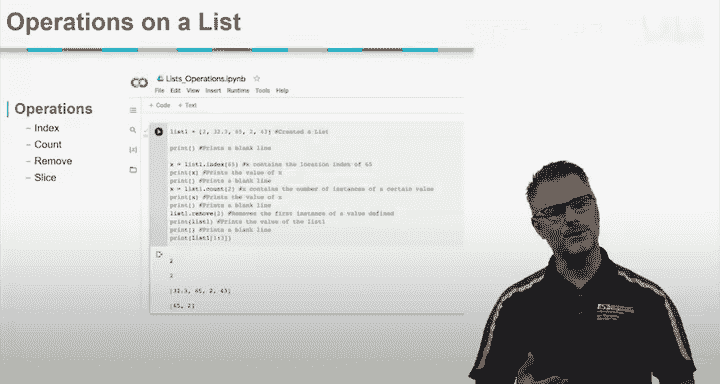 Operations on a List
Operations
– Index
– Count
– Remove
– Slice
Lists_Operations.ipynb
File Edit View Insert Runtime Tools Help
+ Code + Text
list1 = [2, 32.3, 65, 2, 43] #Created a List
print() #Prints a blank line
x = list1.index(65) #x contains the location index of 65
print(x) #Prints the value of x
print() #Prints a blank line
x = list1.count(2) #x contains the number of instances of a certain value
print(x) #Prints the value of x
print() #Prints a blank line
list1.remove(2) #Removes the first instance of a value defined
print(list1) #Prints the value of the list1
print() #Prints a blank line
print(list1[1:3])
2
2
[32.3, 65, 2, 43]
[65, 2]